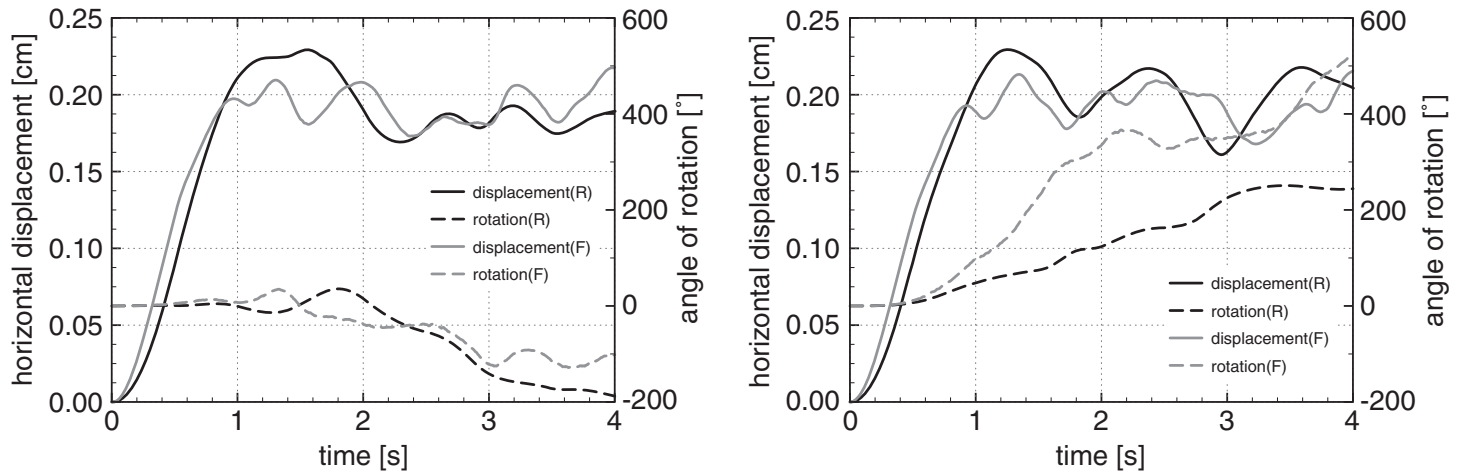 horizontal displacement [cm]
0.25
0.20
0.15
0.10
0.05
0.00
600
400
200
0
-200
angle of rotation [°]
displacement(R)
rotation(R)
displacement(F)
rotation(F)
0 1 2 3 4
time [s]
horizontal displacement [cm]
0.25
0.20
0.15
0.10
0.05
0.00
600
400
200
0
-200
angle of rotation [°]
displacement(R)
rotation(R)
displacement(F)
rotation(F)
0 1 2 3 4
time [s]